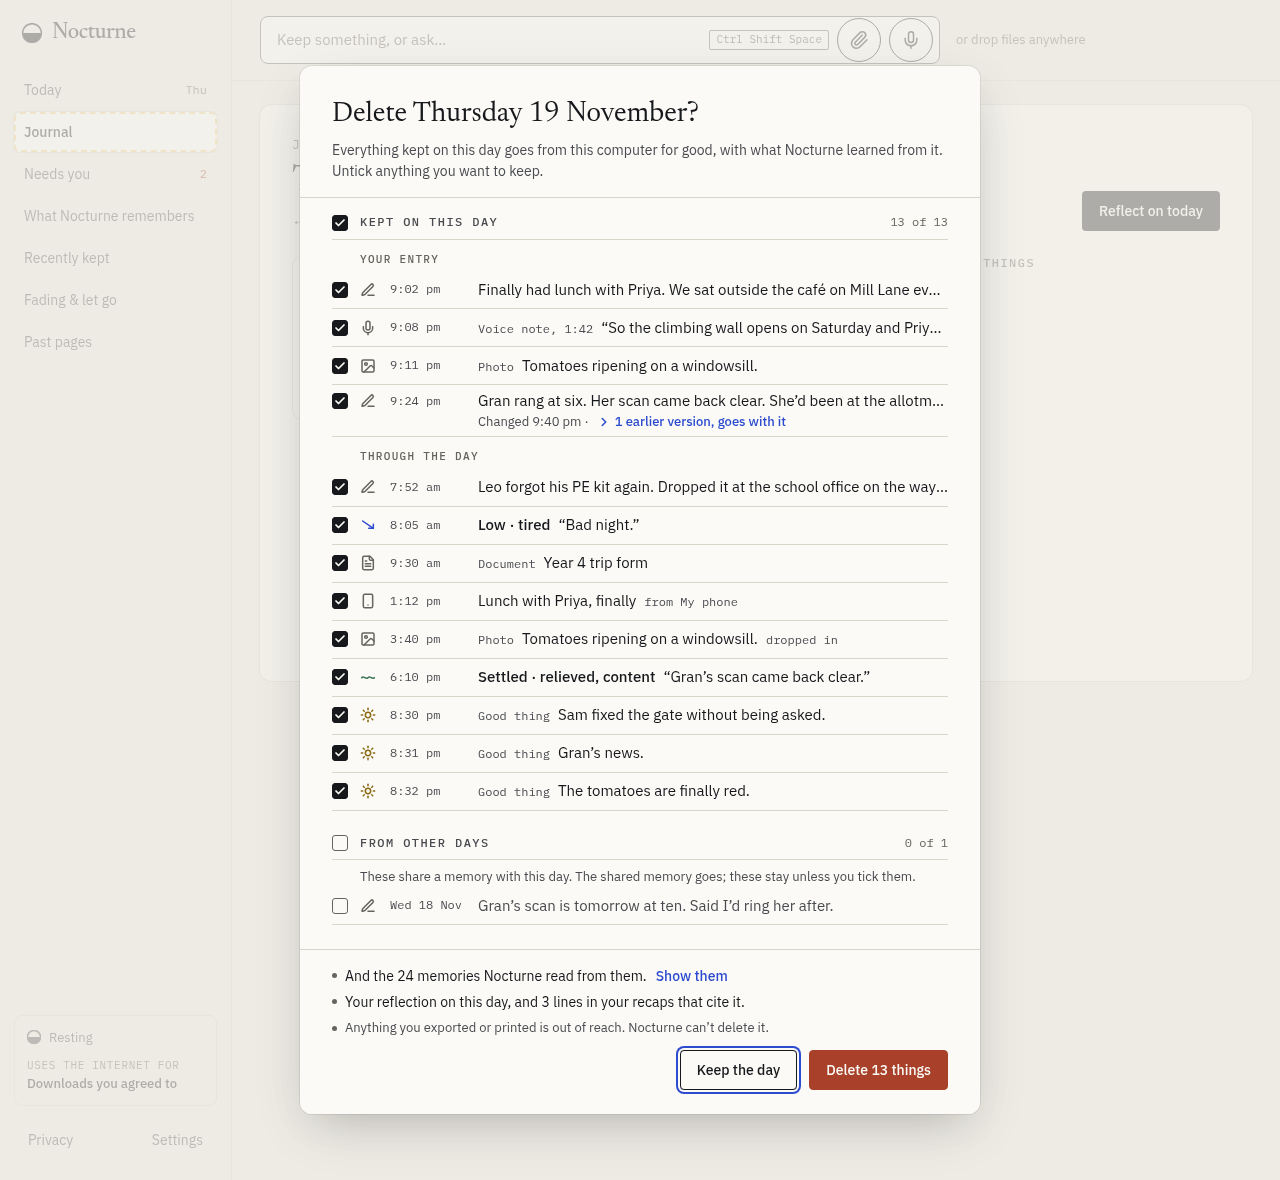 Nocturne
Keep something, or ask...
Ctrl Shift Space
or drop files anywhere
Today
Thu
Journal
Needs you
2
What Nocturne remembers
Recently kept
Fading & let go
Past pages
Reflect on today
THINGS
Delete Thursday 19 November?
Everything kept on this day goes from this computer for good, with what Nocturne learned from it.
Untick anything you want to keep.
KEPT ON THIS DAY
13 of 13
YOUR ENTRY
9:02 pm Finally had lunch with Priya. We sat outside the café on Mill Lane ev…
9:08 pm Voice note, 1:42 “So the climbing wall opens on Saturday and Priy…
9:11 pm Photo Tomatoes ripening on a windowsill.
9:24 pm Gran rang at six. Her scan came back clear. She’d been at the allotm…
Changed 9:40 pm · 1 earlier version, goes with it
THROUGH THE DAY
7:52 am Leo forgot his PE kit again. Dropped it at the school office on the way…
8:05 am Low · tired “Bad night.”
9:30 am Document Year 4 trip form
1:12 pm Lunch with Priya, finally from My phone
3:40 pm Photo Tomatoes ripening on a windowsill. dropped in
6:10 pm Settled · relieved, content “Gran’s scan came back clear.”
8:30 pm Good thing Sam fixed the gate without being asked.
8:31 pm Good thing Gran’s news.
8:32 pm Good thing The tomatoes are finally red.
FROM OTHER DAYS
0 of 1
These share a memory with this day. The shared memory goes; these stay unless you tick them.
Wed 18 Nov Gran’s scan is tomorrow at ten. Said I’d ring her after.
And the 24 memories Nocturne read from them. Show them
Your reflection on this day, and 3 lines in your recaps that cite it.
Anything you exported or printed is out of reach. Nocturne can’t delete it.
Keep the day
Delete 13 things
Resting
USES THE INTERNET FOR
Downloads you agreed to
Privacy
Settings